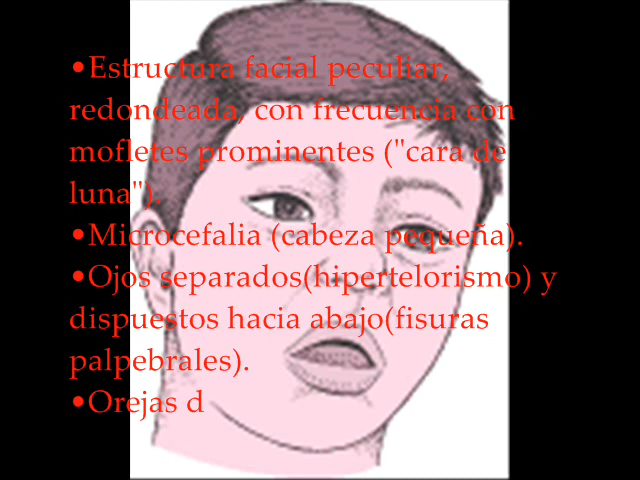 •Estructura facial peculiar,
redondeada, con frecuencia con
mofletes prominentes ("cara de
luna").
•Microcefalia (cabeza pequeña).
•Ojos separados(hipertelorismo) y
dispuestos hacia abajo(fisuras
palpebrales).
•Orejas d